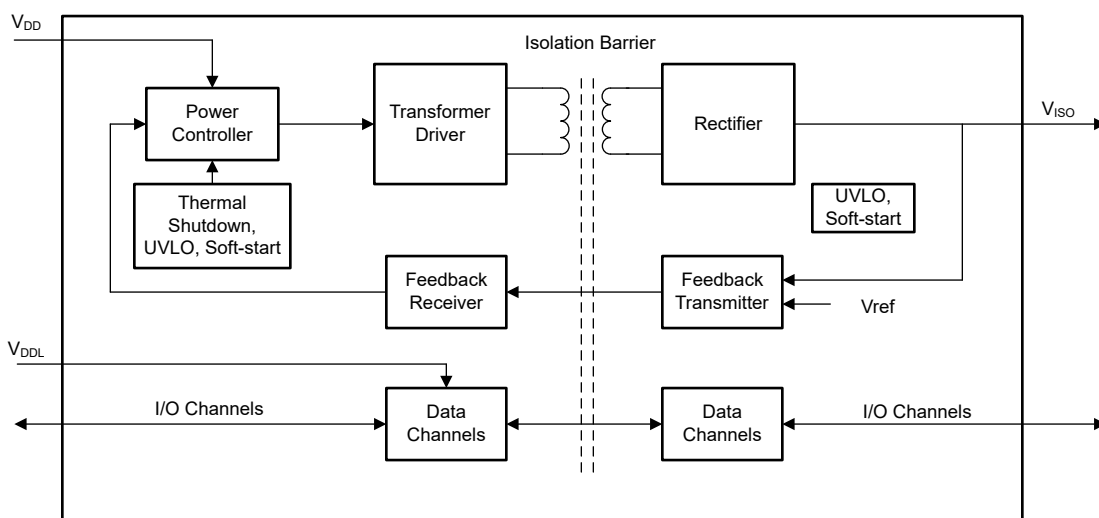 VDD
Isolation Barrier
Power
Controller
Transformer
Driver
Rectifier
VISO
Thermal
Shutdown,
UVLO, Soft-start
UVLO,
Soft-start
Feedback
Receiver
Feedback
Transmitter
Vref
VDDL
I/O Channels
Data
Channels
Data
Channels
I/O Channels